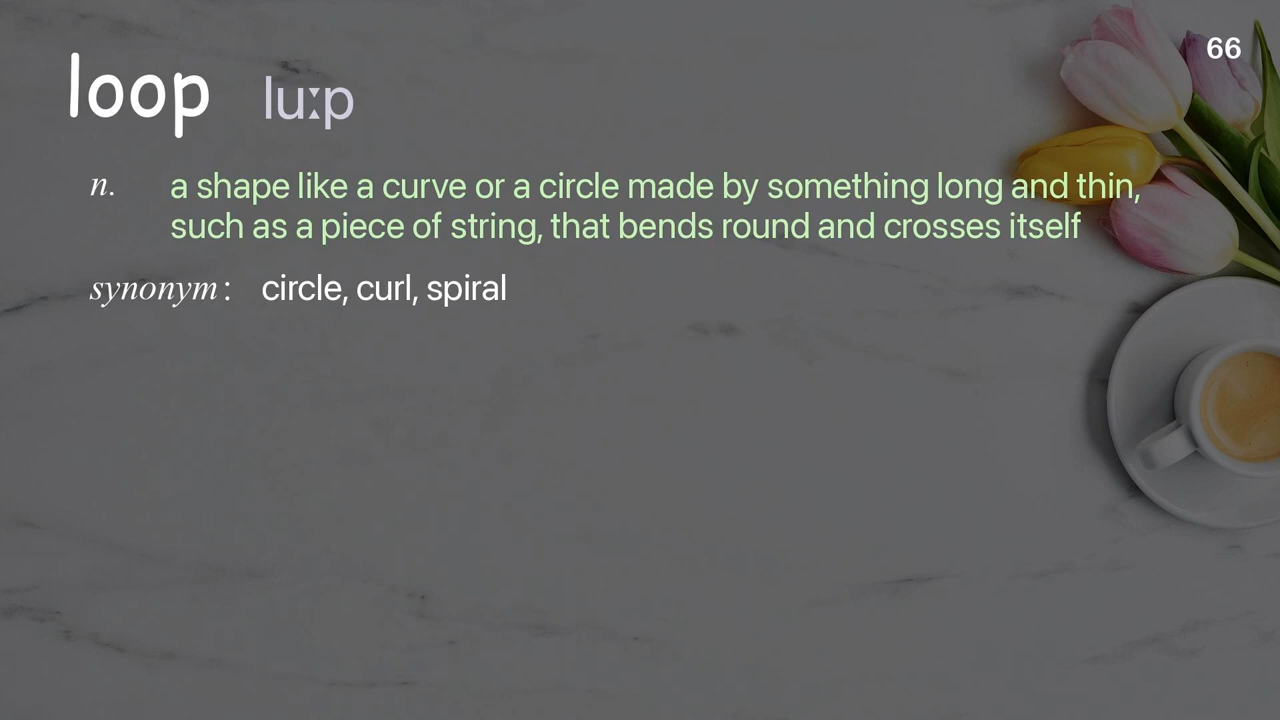 66
loop luːp
n. a shape like a curve or a circle made by something long and thin,
such as a piece of string, that bends round and crosses itself
synonym : circle, curl, spiral